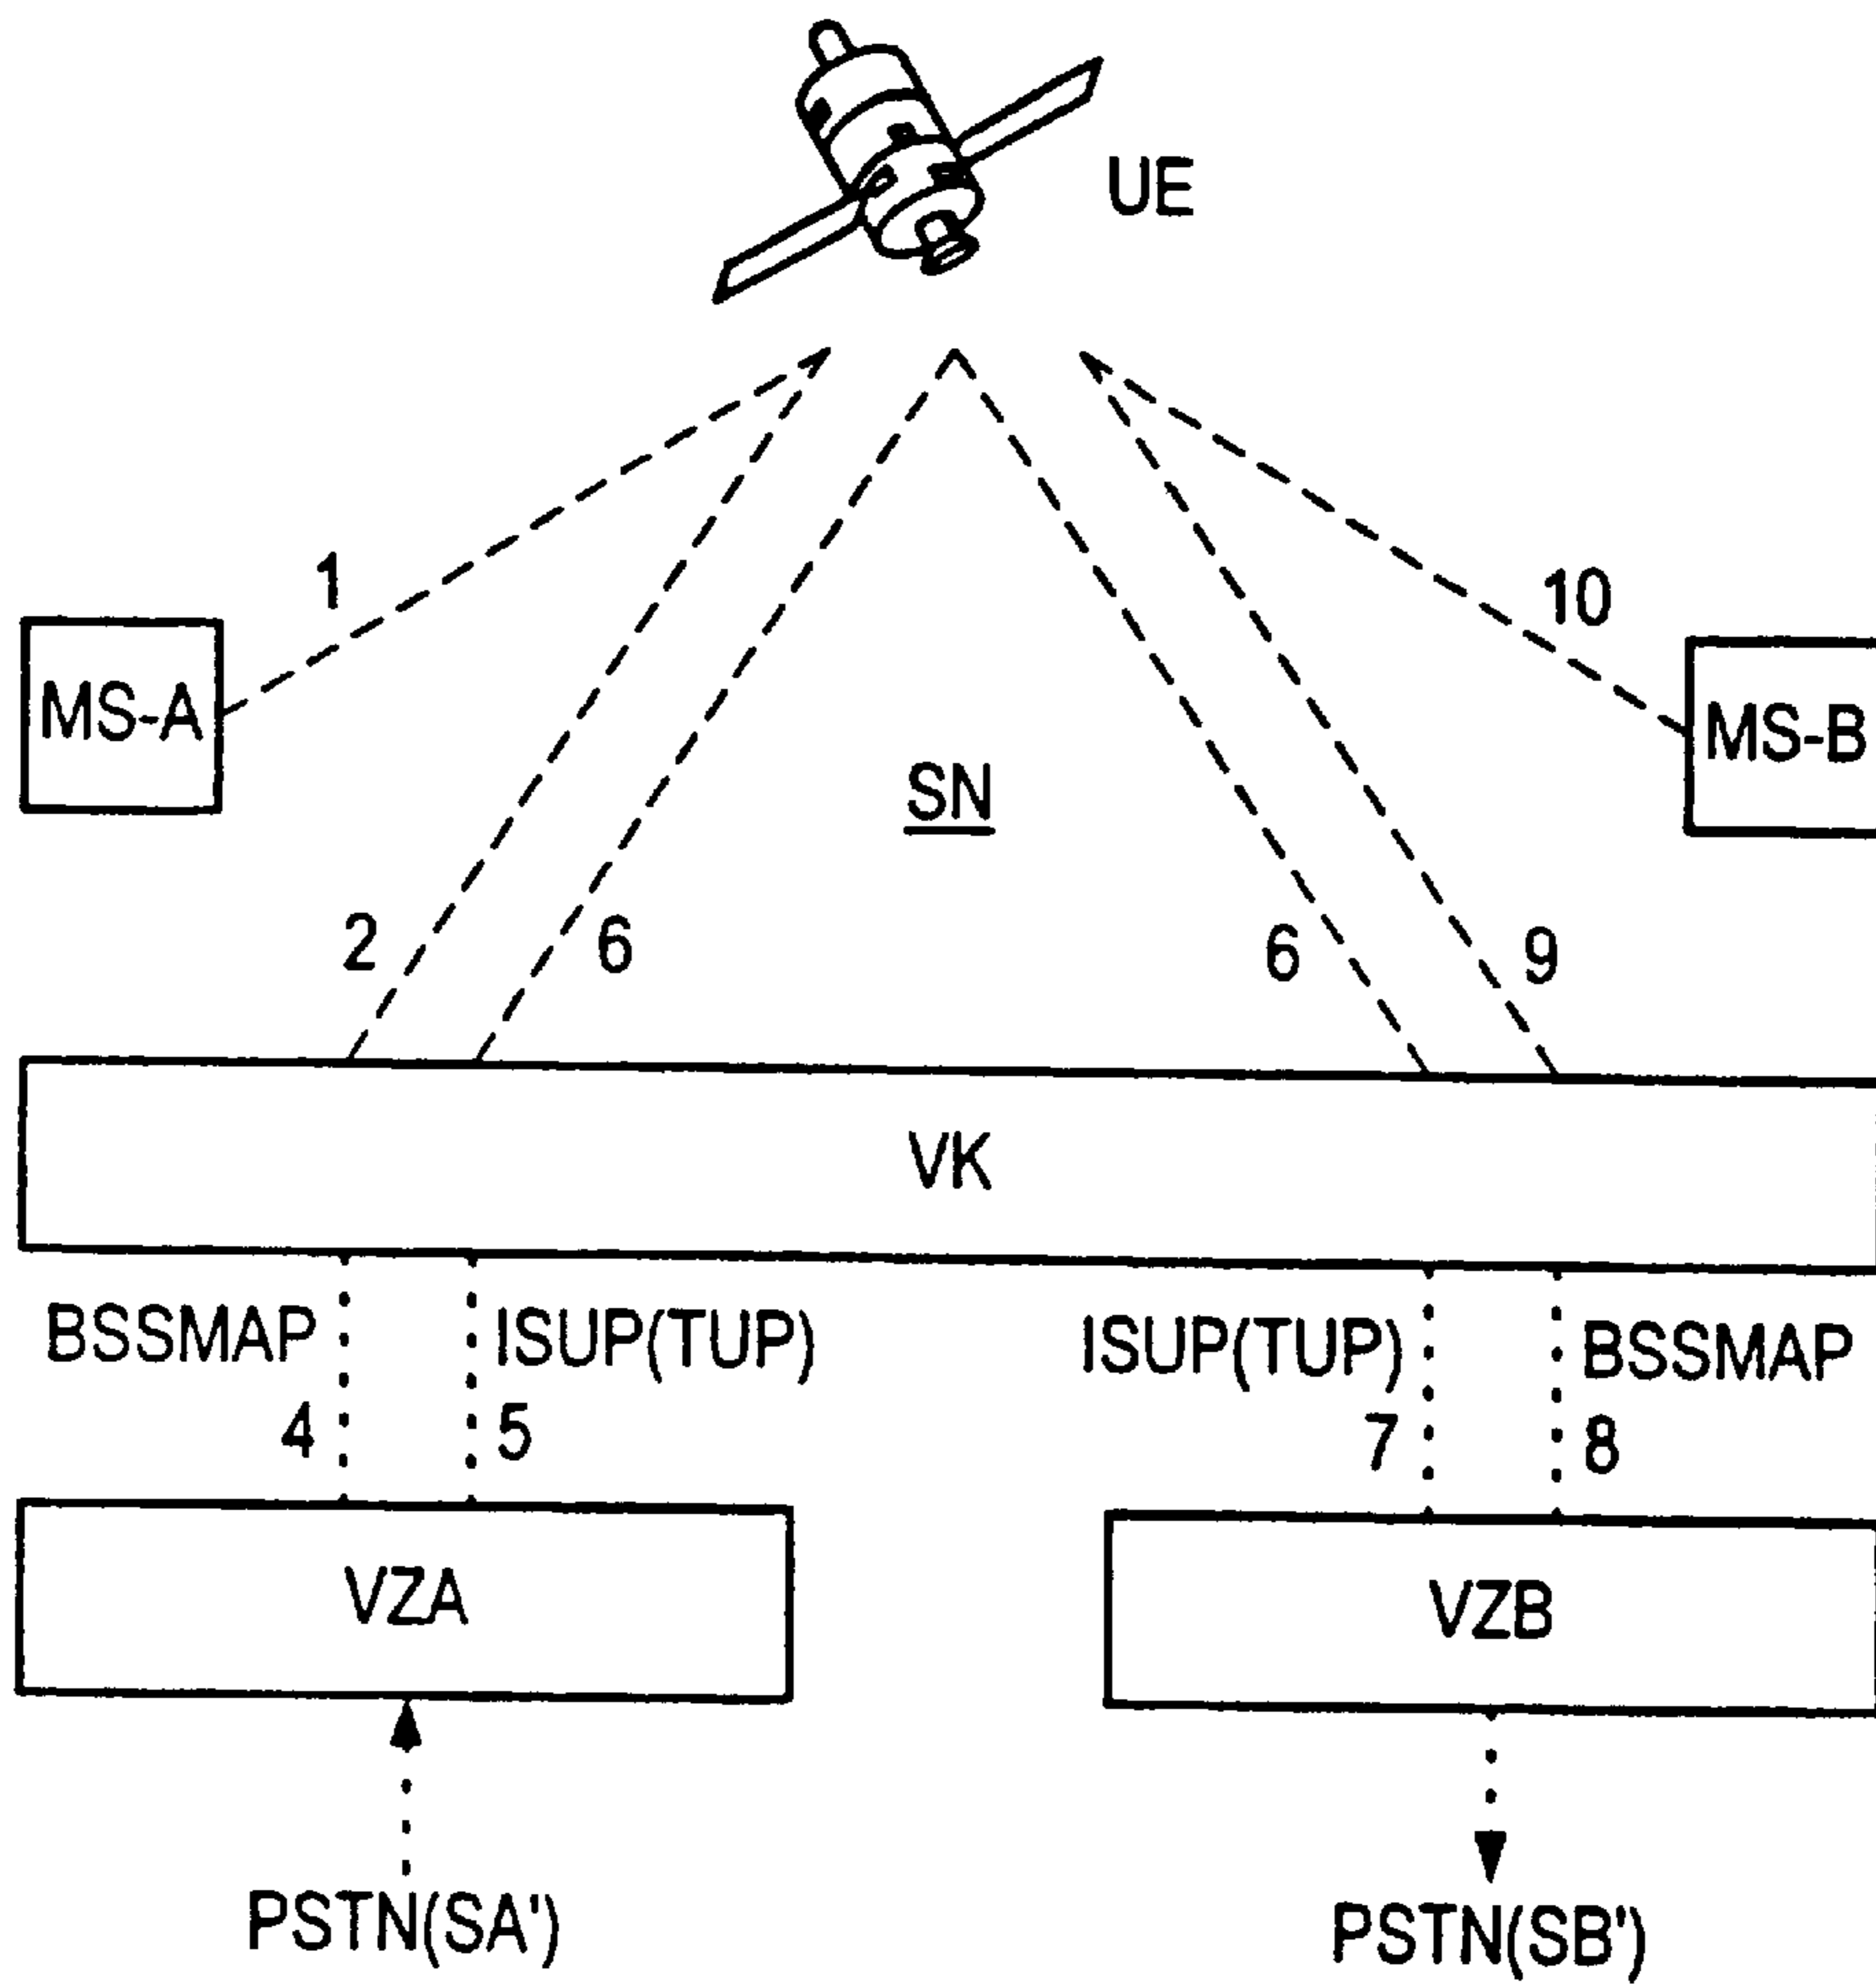 UE
1
10
MS-A
MS-B
SN
2
6
6
9
VK
BSSMAP
ISUP(TUP)
ISUP(TUP)
BSSMAP
4
5
7
8
VZA
VZB
PSTN(SA')
PSTN(SB')